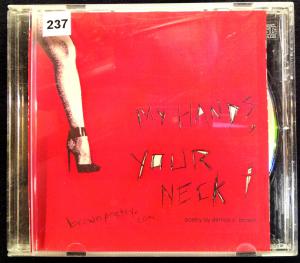 237
MY HANDS,
YOUR
NECK!
brownpoetry.com
poetry by derrick c. brown